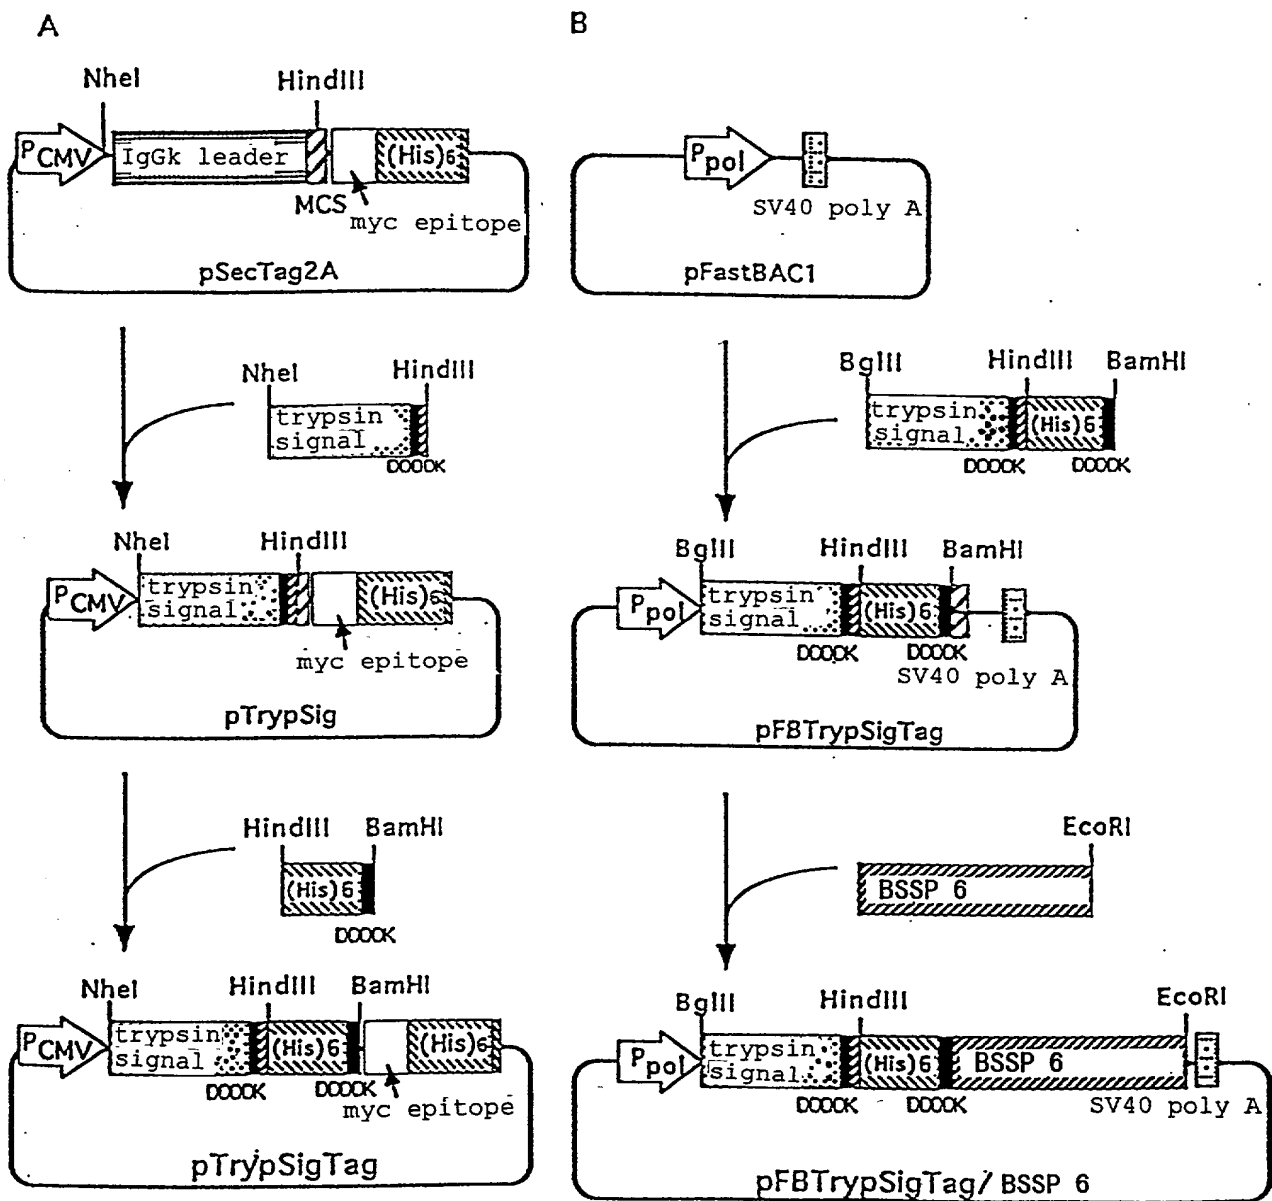 A
NheI
HindIII
PCMV
IgGk leader
(His)6
MCS
myc epitope
pSecTag2A
NheI
HindIII
trypsin
signal
DDDDK
NheI
HindIII
PCMV
trypsin
signal
(His)6
myc epitope
pTrypSig
HindIII
BamHI
(His)6
DDDDK
NheI
HindIII
BamHI
PCMV
trypsin
signal
(His)6
(His)6
DDDDK
DDDDK
myc epitope
pTrypSigTag
B
Ppol
SV40 poly A
pFastBAC1
BglII
HindIII
BamHI
trypsin
signal
(His)6
DDDDK
DDDDK
BglII
HindIII
BamHI
Ppol
trypsin
signal
(His)6
DDDDK
DDDDK
SV40 poly A
pFBTrypSigTag
EcoRI
BSSP 6
BglII
HindIII
EcoRI
Ppol
trypsin
signal
(His)6
BSSP 6
DDDDK
DDDDK
SV40 poly A
pFBTrypSigTag/ BSSP 6